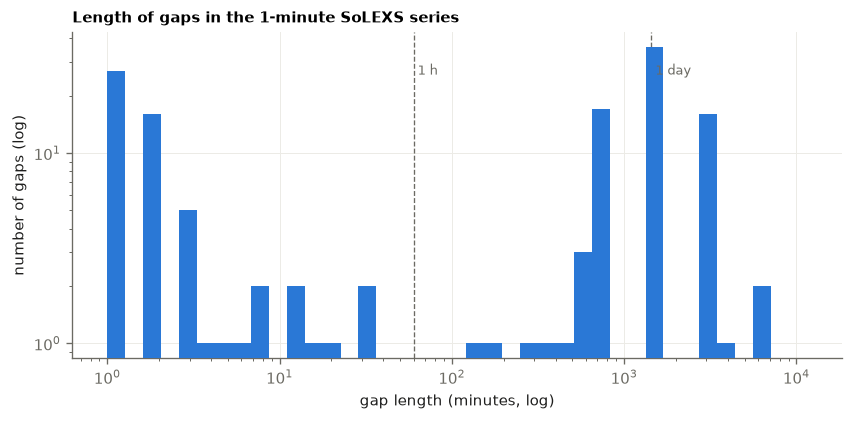 Length of gaps in the 1-minute SoLEXS series
number of gaps (log)
10¹
10⁰
1 h
day
10⁰ 10¹ 10² 10³ 10⁴
gap length (minutes, log)